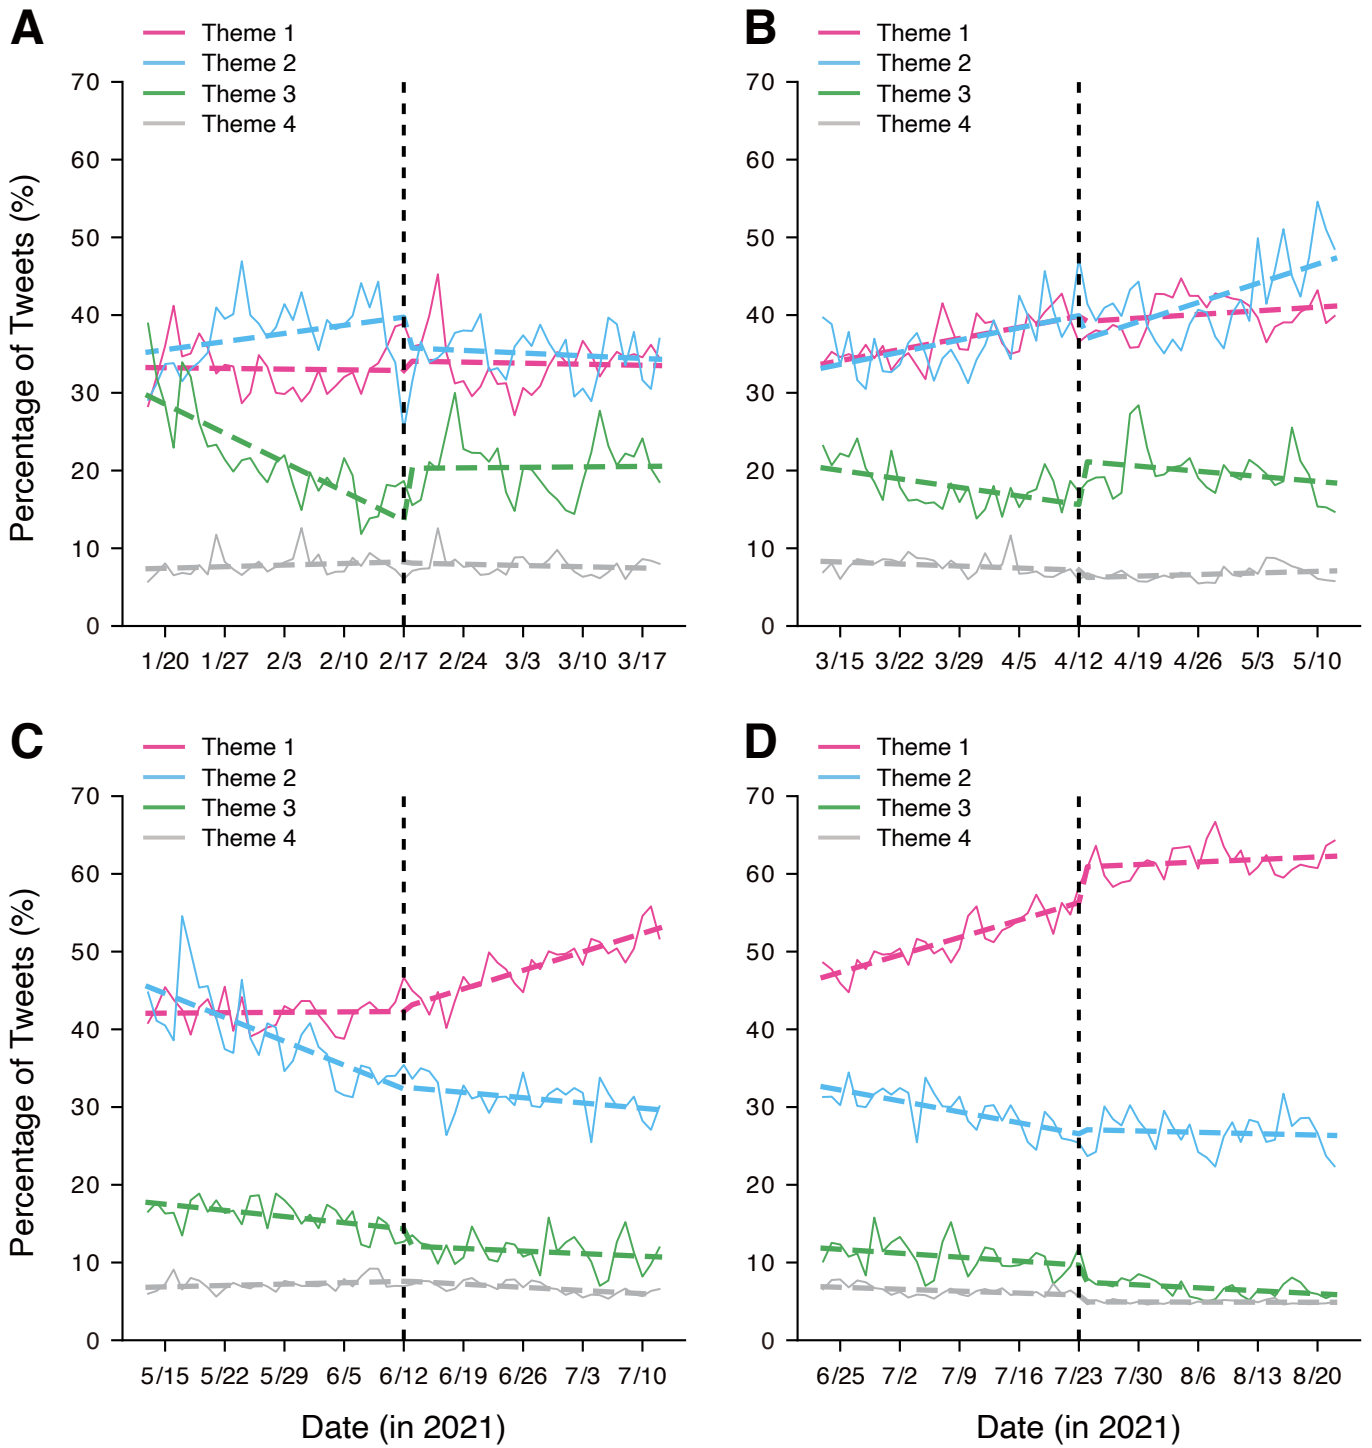 A
Theme 1
Theme 2
Theme 3
Theme 4
Percentage of Tweets (%)
70
60
50
40
30
20
10
0
1/20 1/27 2/3 2/10 2/17 2/24 3/3 3/10 3/17
B
Theme 1
Theme 2
Theme 3
Theme 4
70
60
50
40
30
20
10
0
3/15 3/22 3/29 4/5 4/12 4/19 4/26 5/3 5/10
C
Theme 1
Theme 2
Theme 3
Theme 4
Percentage of Tweets (%)
70
60
50
40
30
20
10
0
5/15 5/22 5/29 6/5 6/12 6/19 6/26 7/3 7/10
Date (in 2021)
D
Theme 1
Theme 2
Theme 3
Theme 4
70
60
50
40
30
20
10
0
6/25 7/2 7/9 7/16 7/23 7/30 8/6 8/13 8/20
Date (in 2021)